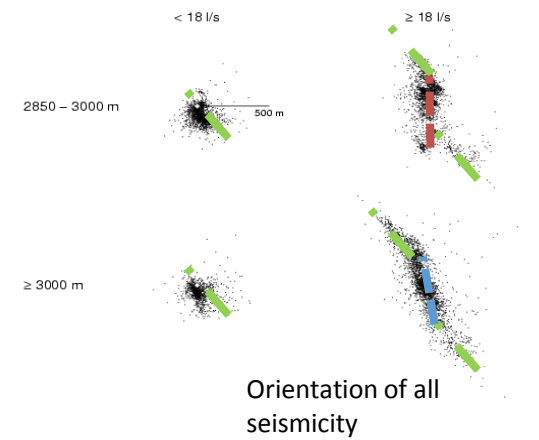 < 18 l/s
≥ 18 l/s
2850 – 3000 m
500 m
≥ 3000 m
Orientation of all
seismicity